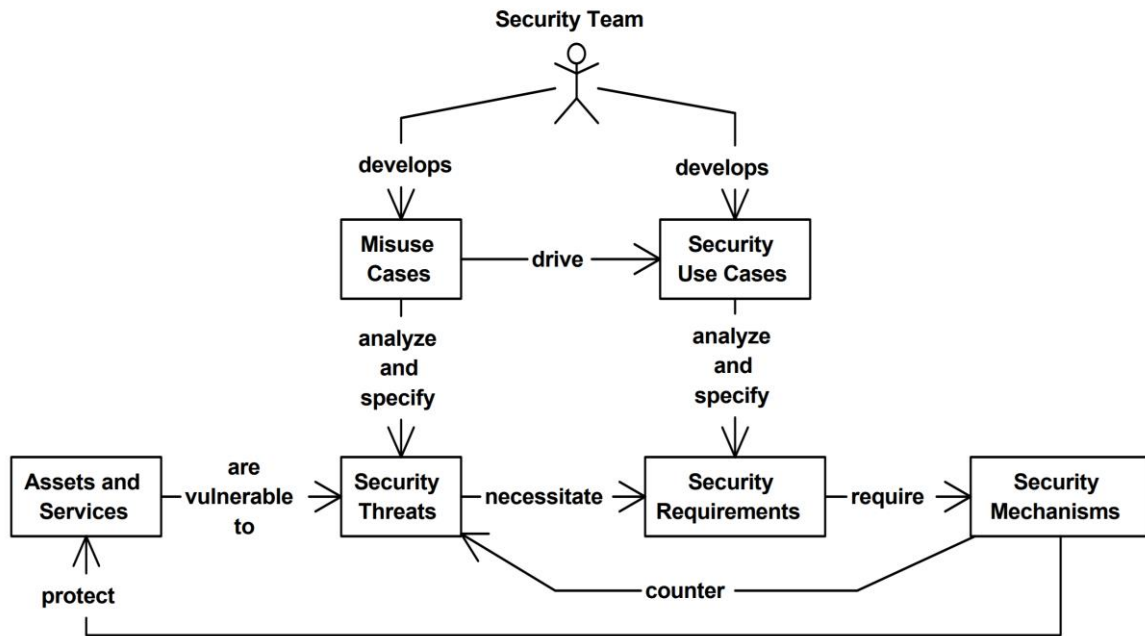 Security Team
develops
develops
Misuse
Cases
drive
Security
Use Cases
analyze
and
specify
analyze
and
specify
Assets and
Services
are
vulnerable
to
Security
Threats
necessitate
Security
Requirements
require
Security
Mechanisms
counter
protect